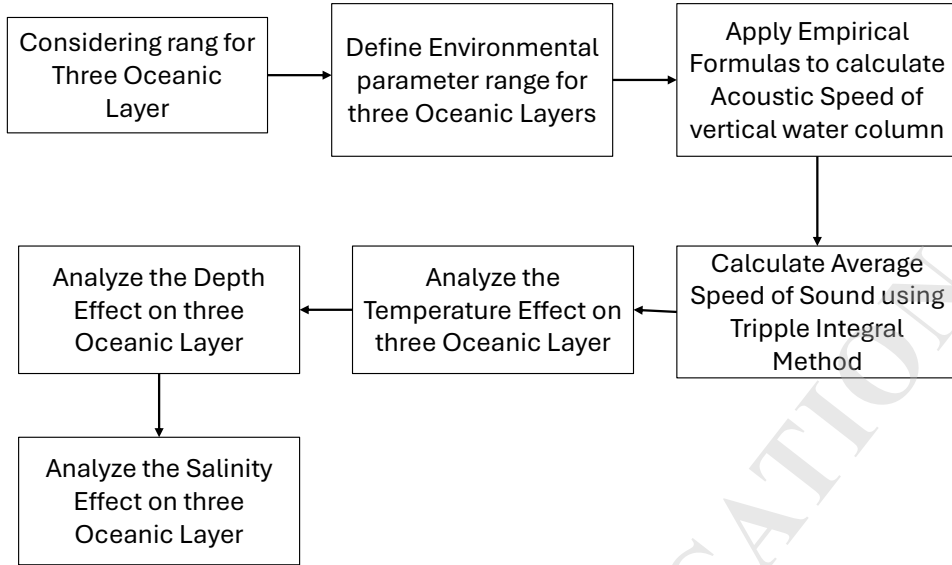 Considering rang for
Three Oceanic
Layer
Define Environmental
parameter range for
three Oceanic Layers
Apply Empirical
Formulas to calculate
Acoustic Speed of
vertical water column
Calculate Average
Speed of Sound using
Tripple Integral
Method
Analyze the
Temperature Effect on
three Oceanic Layer
Analyze the Depth
Effect on three
Oceanic Layer
Analyze the Salinity
Effect on three
Oceanic Layer
CATION